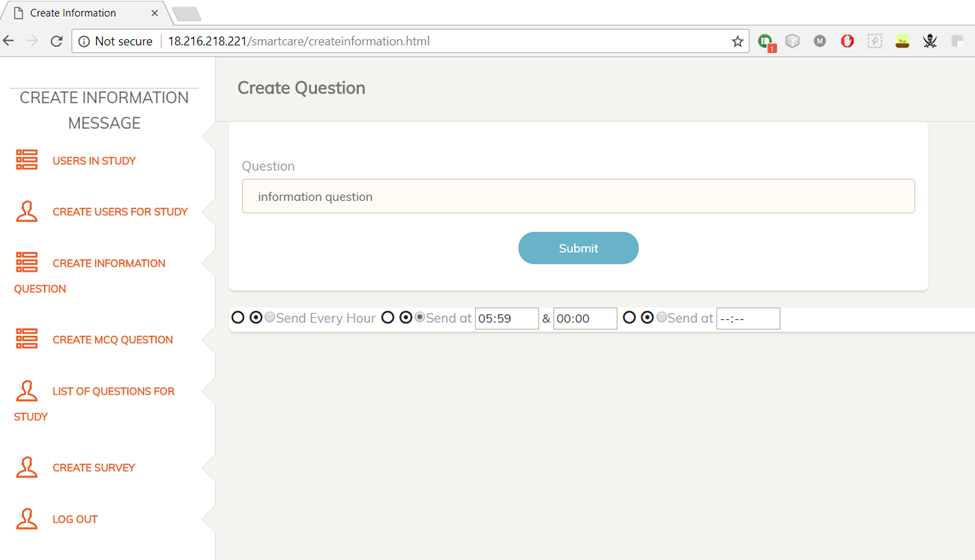 Create Information
Not secure 18.216.218.221/smartcare/createinformation.html
1
M
CREATE INFORMATION
MESSAGE
USERS IN STUDY
CREATE USERS FOR STUDY
CREATE INFORMATION
QUESTION
CREATE MCQ QUESTION
LIST OF QUESTIONS FOR
STUDY
CREATE SURVEY
LOG OUT
Create Question
Question
information question
Submit
Send Every Hour Send at 05:59 & 00:00 Send at --:--